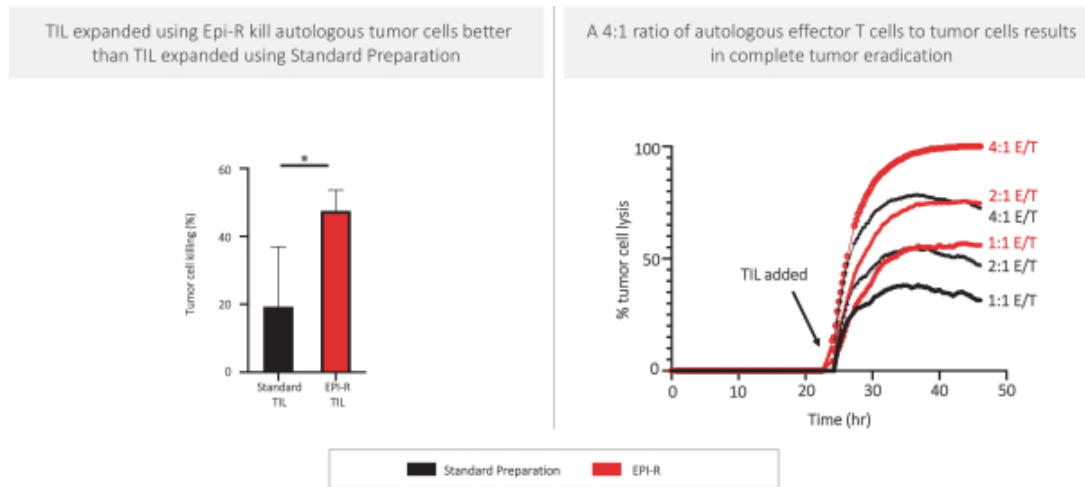 TIL expanded using Epi-R kill autologous tumor cells better
than TIL expanded using Standard Preparation
A 4:1 ratio of autologous effector T cells to tumor cells results
in complete tumor eradication
Tumor cell killing (%)
60
40
20
0
*
Standard
TIL
EPI-R
TIL
% tumor cell lysis
100
50
0
TIL added
4:1 E/T
2:1 E/T
4:1 E/T
1:1 E/T
2:1 E/T
1:1 E/T
0 10 20 30 40 50
Time (hr)
Standard Preparation EPI-R